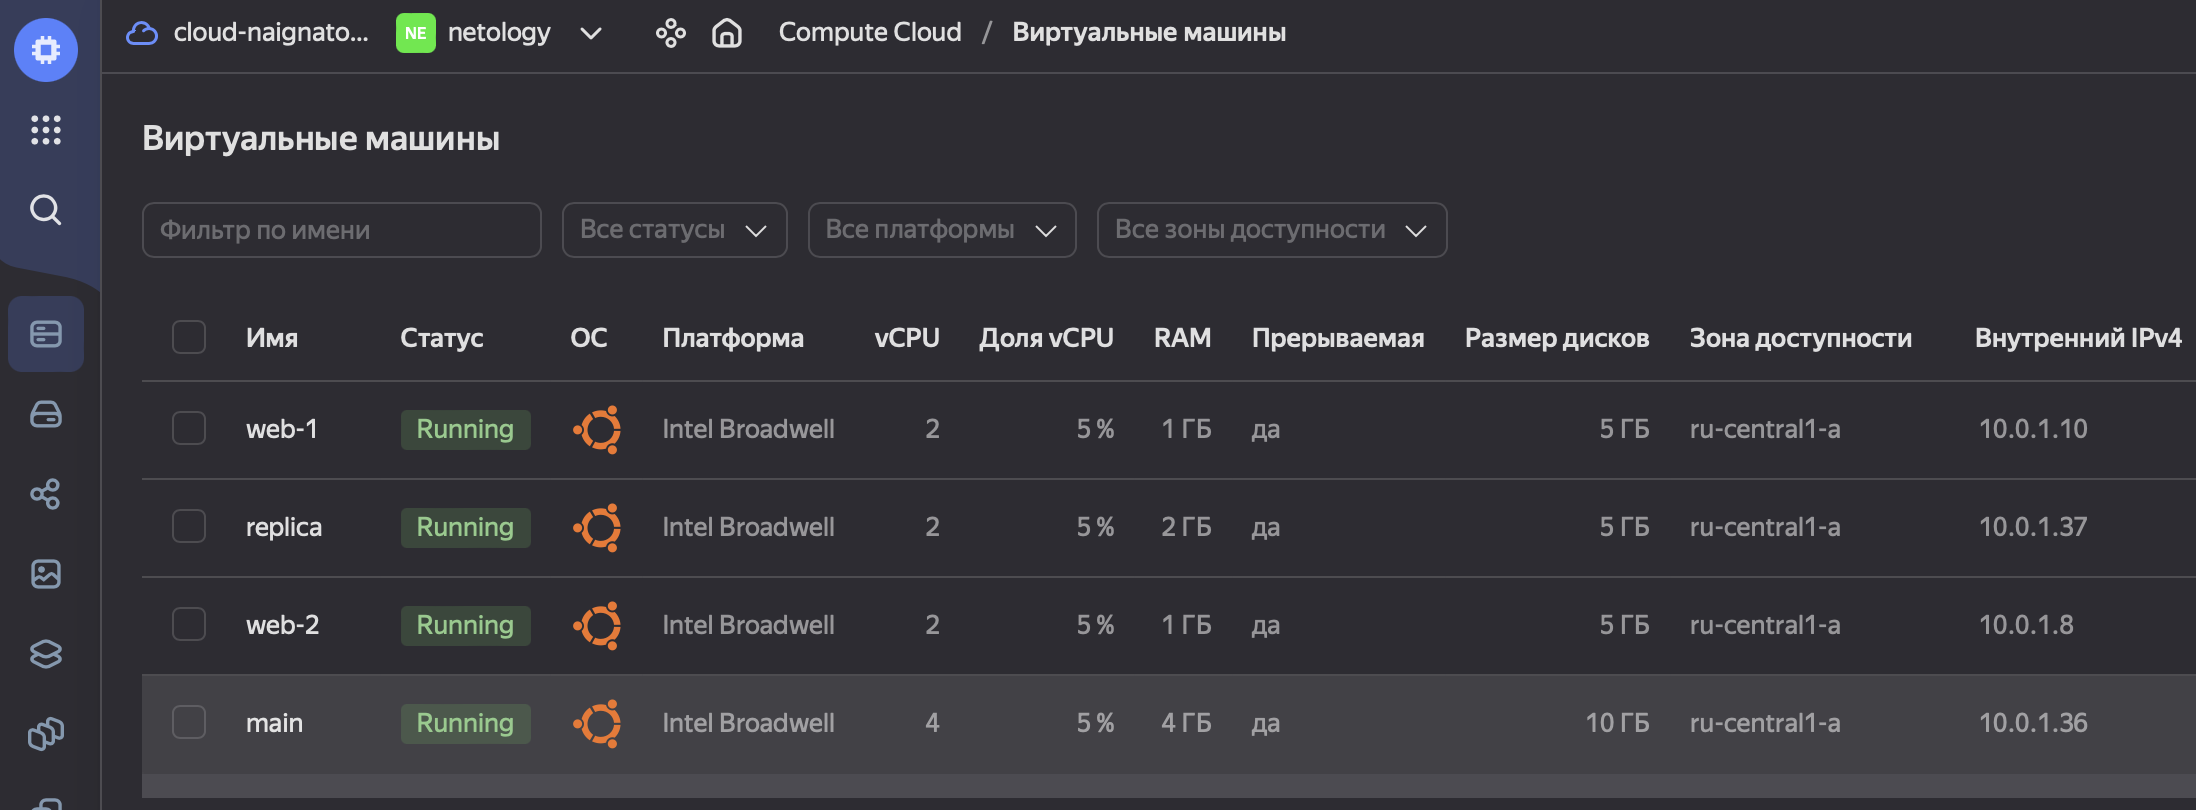 cloud-naignato... NE netology Compute Cloud / Виртуальные машины
Виртуальные машины
Фильтр по имени Все статусы Все платформы Все зоны доступности
Имя Статус ОС Платформа vCPU Доля vCPU RAM Прерываемая Размер дисков Зона доступности Внутренний IPv4
web-1 Running Intel Broadwell 2 5 % 1 ГБ да 5 ГБ ru-central1-a 10.0.1.10
replica Running Intel Broadwell 2 5 % 2 ГБ да 5 ГБ ru-central1-a 10.0.1.37
web-2 Running Intel Broadwell 2 5 % 1 ГБ да 5 ГБ ru-central1-a 10.0.1.8
main Running Intel Broadwell 4 5 % 4 ГБ да 10 ГБ ru-central1-a 10.0.1.36